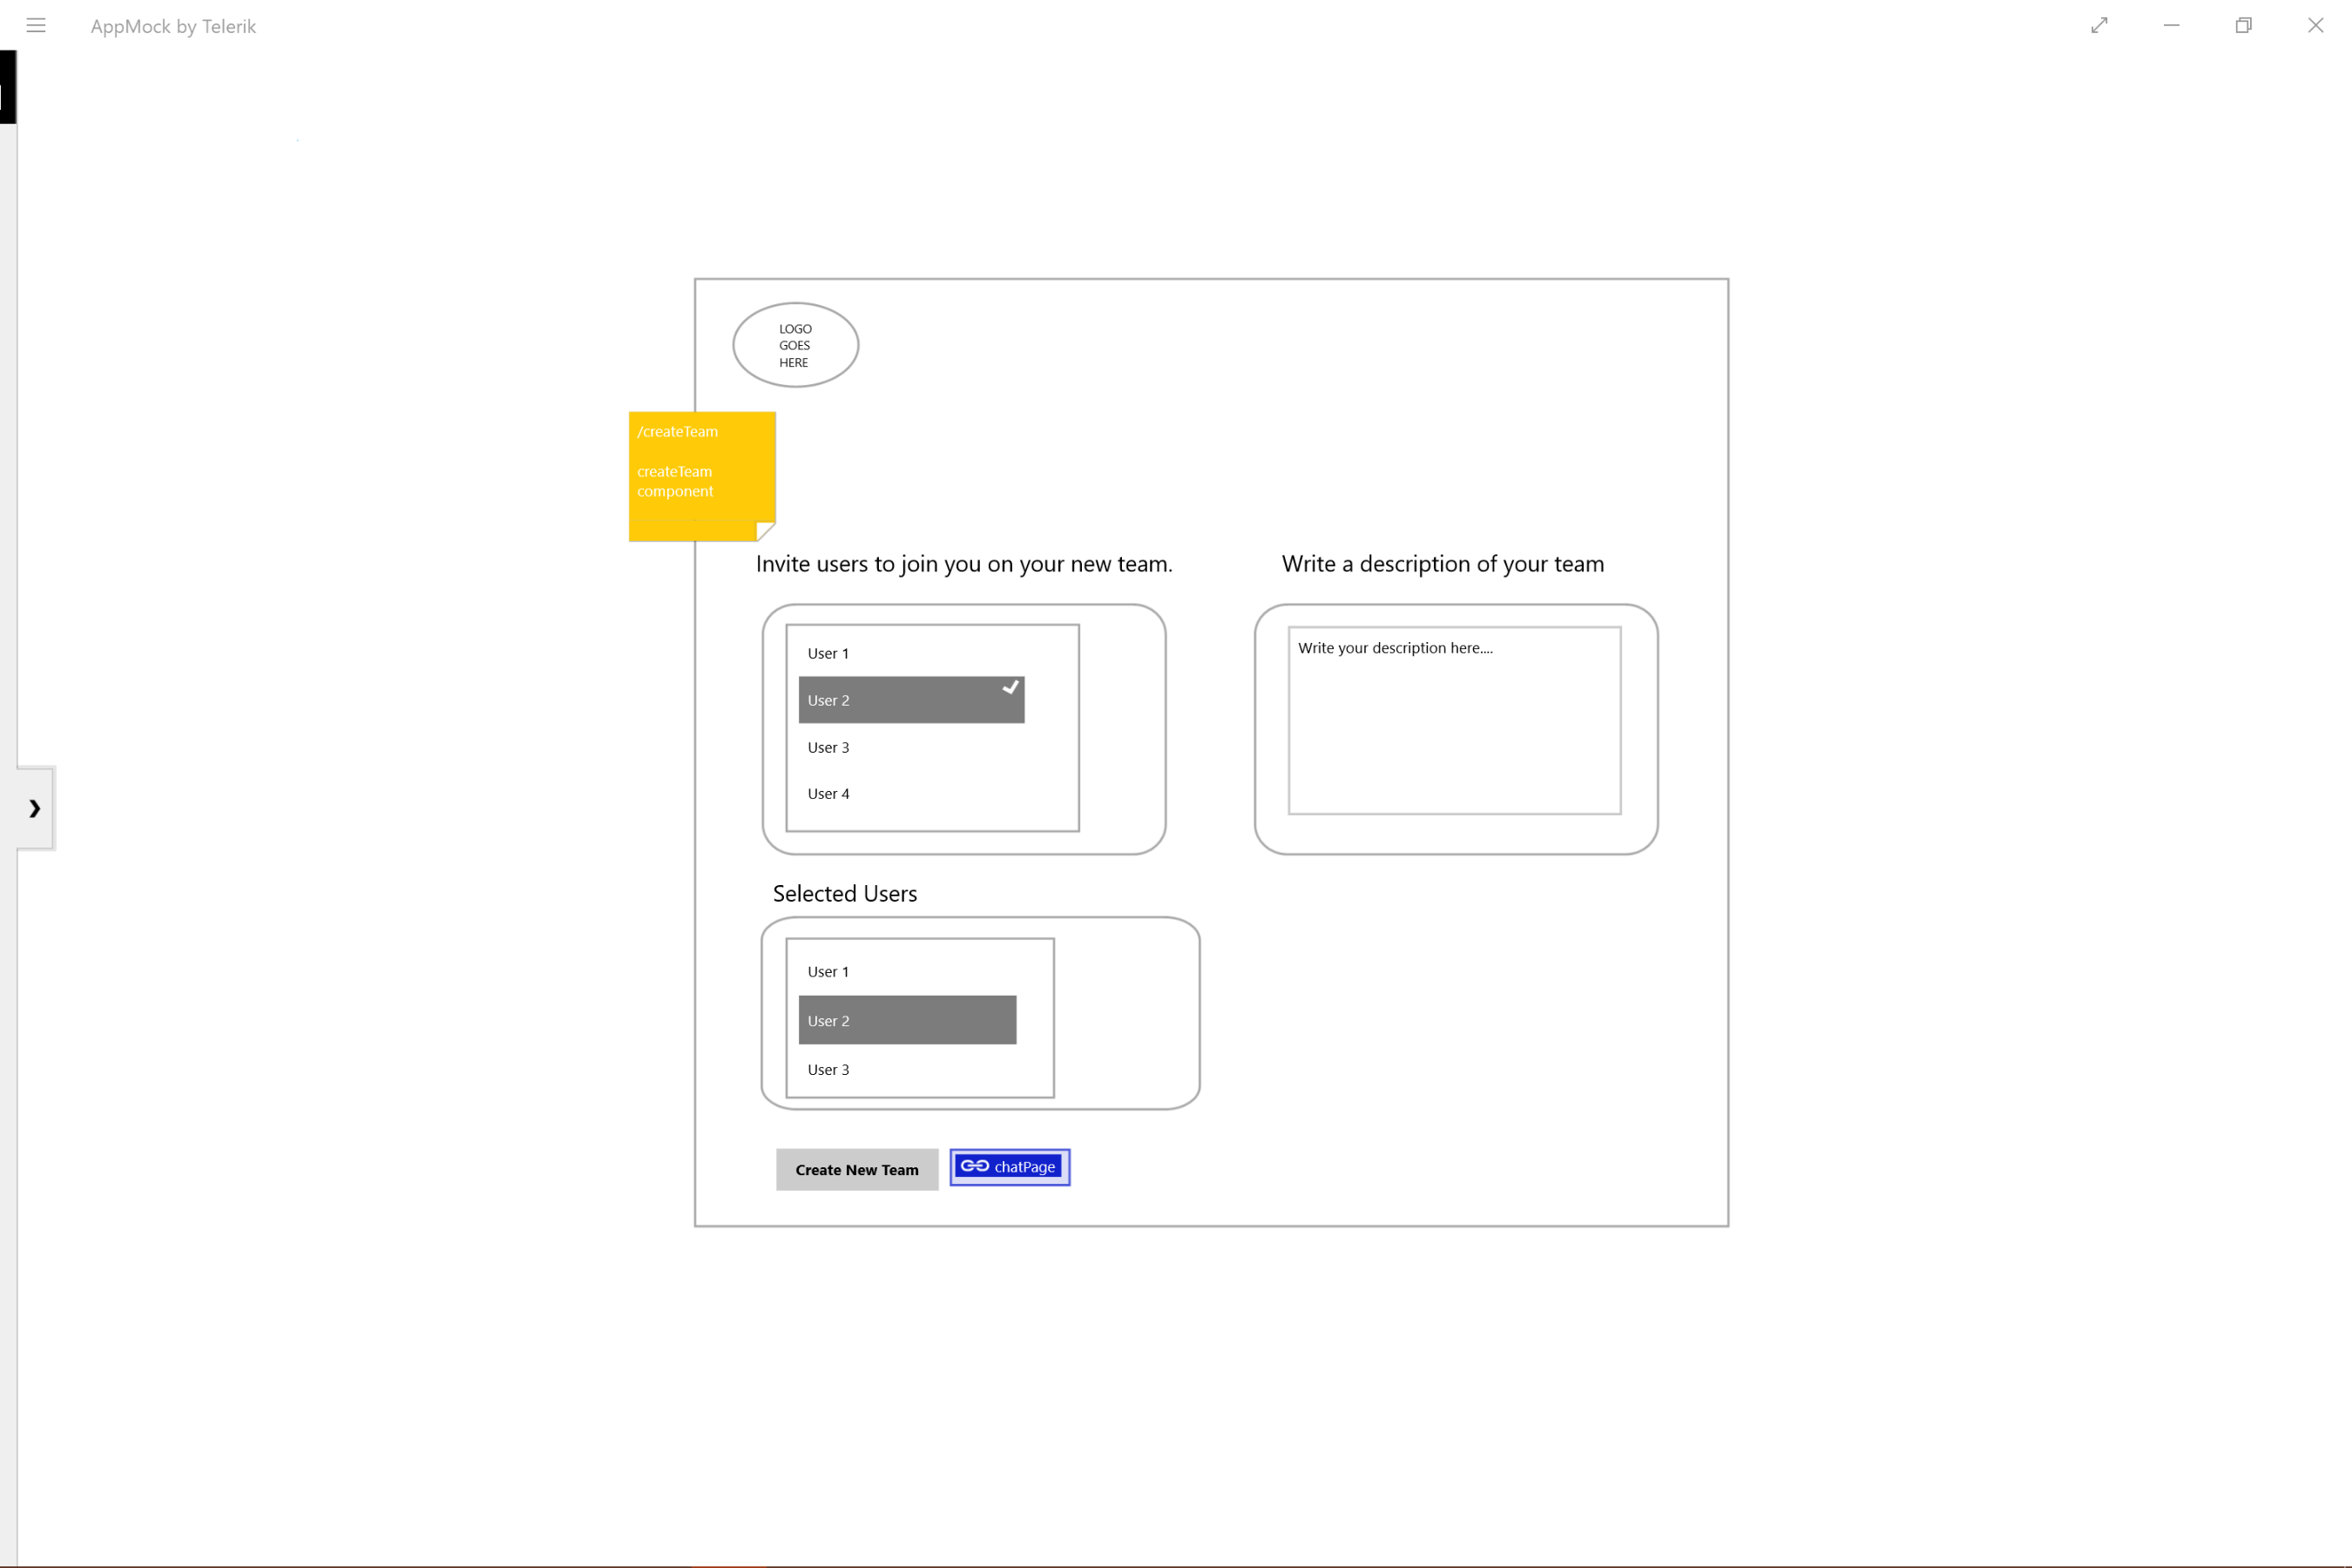 AppMock by Telerik
LOGO
GOES
HERE
/createTeam
createTeam
component
Invite users to join you on your new team.
User 1
User 2
User 3
User 4
Write a description of your team
Write your description here....
Selected Users
User 1
User 2
User 3
Create New Team
chatPage